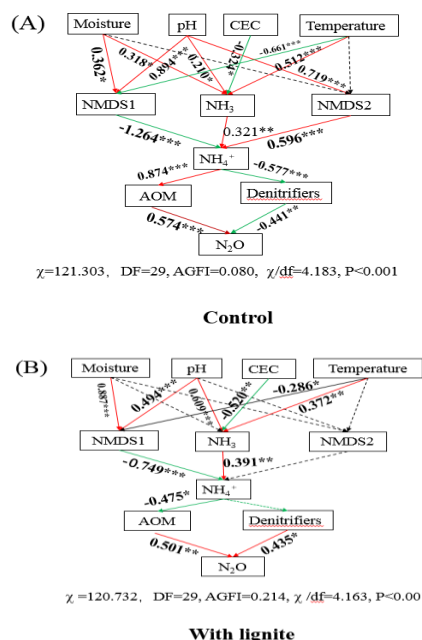 (A)
Moisture pH CEC Temperature
0.362* 0.318* 0.894*** 0.210* -0.324* -0.661*** 0.512*** 0.719***
NMDS1 NH₃ NMDS2
-1.264*** 0.321** 0.596***
NH₄⁺
0.874*** -0.577***
AOM Denitrifiers
0.574*** -0.441**
N₂O
χ=121.303, DF=29, AGFI=0.080, χ/df=4.183, P<0.001
Control
(B)
Moisture pH CEC Temperature
0.887*** 0.494*** 0.609*** -0.520** -0.286* 0.372**
NMDS1 NH₃ NMDS2
-0.749*** 0.391**
NH₄⁺
-0.475*
AOM Denitrifiers
0.501** 0.435*
N₂O
χ =120.732, DF=29, AGFI=0.214, χ /df=4.163, P<0.00
With lignite